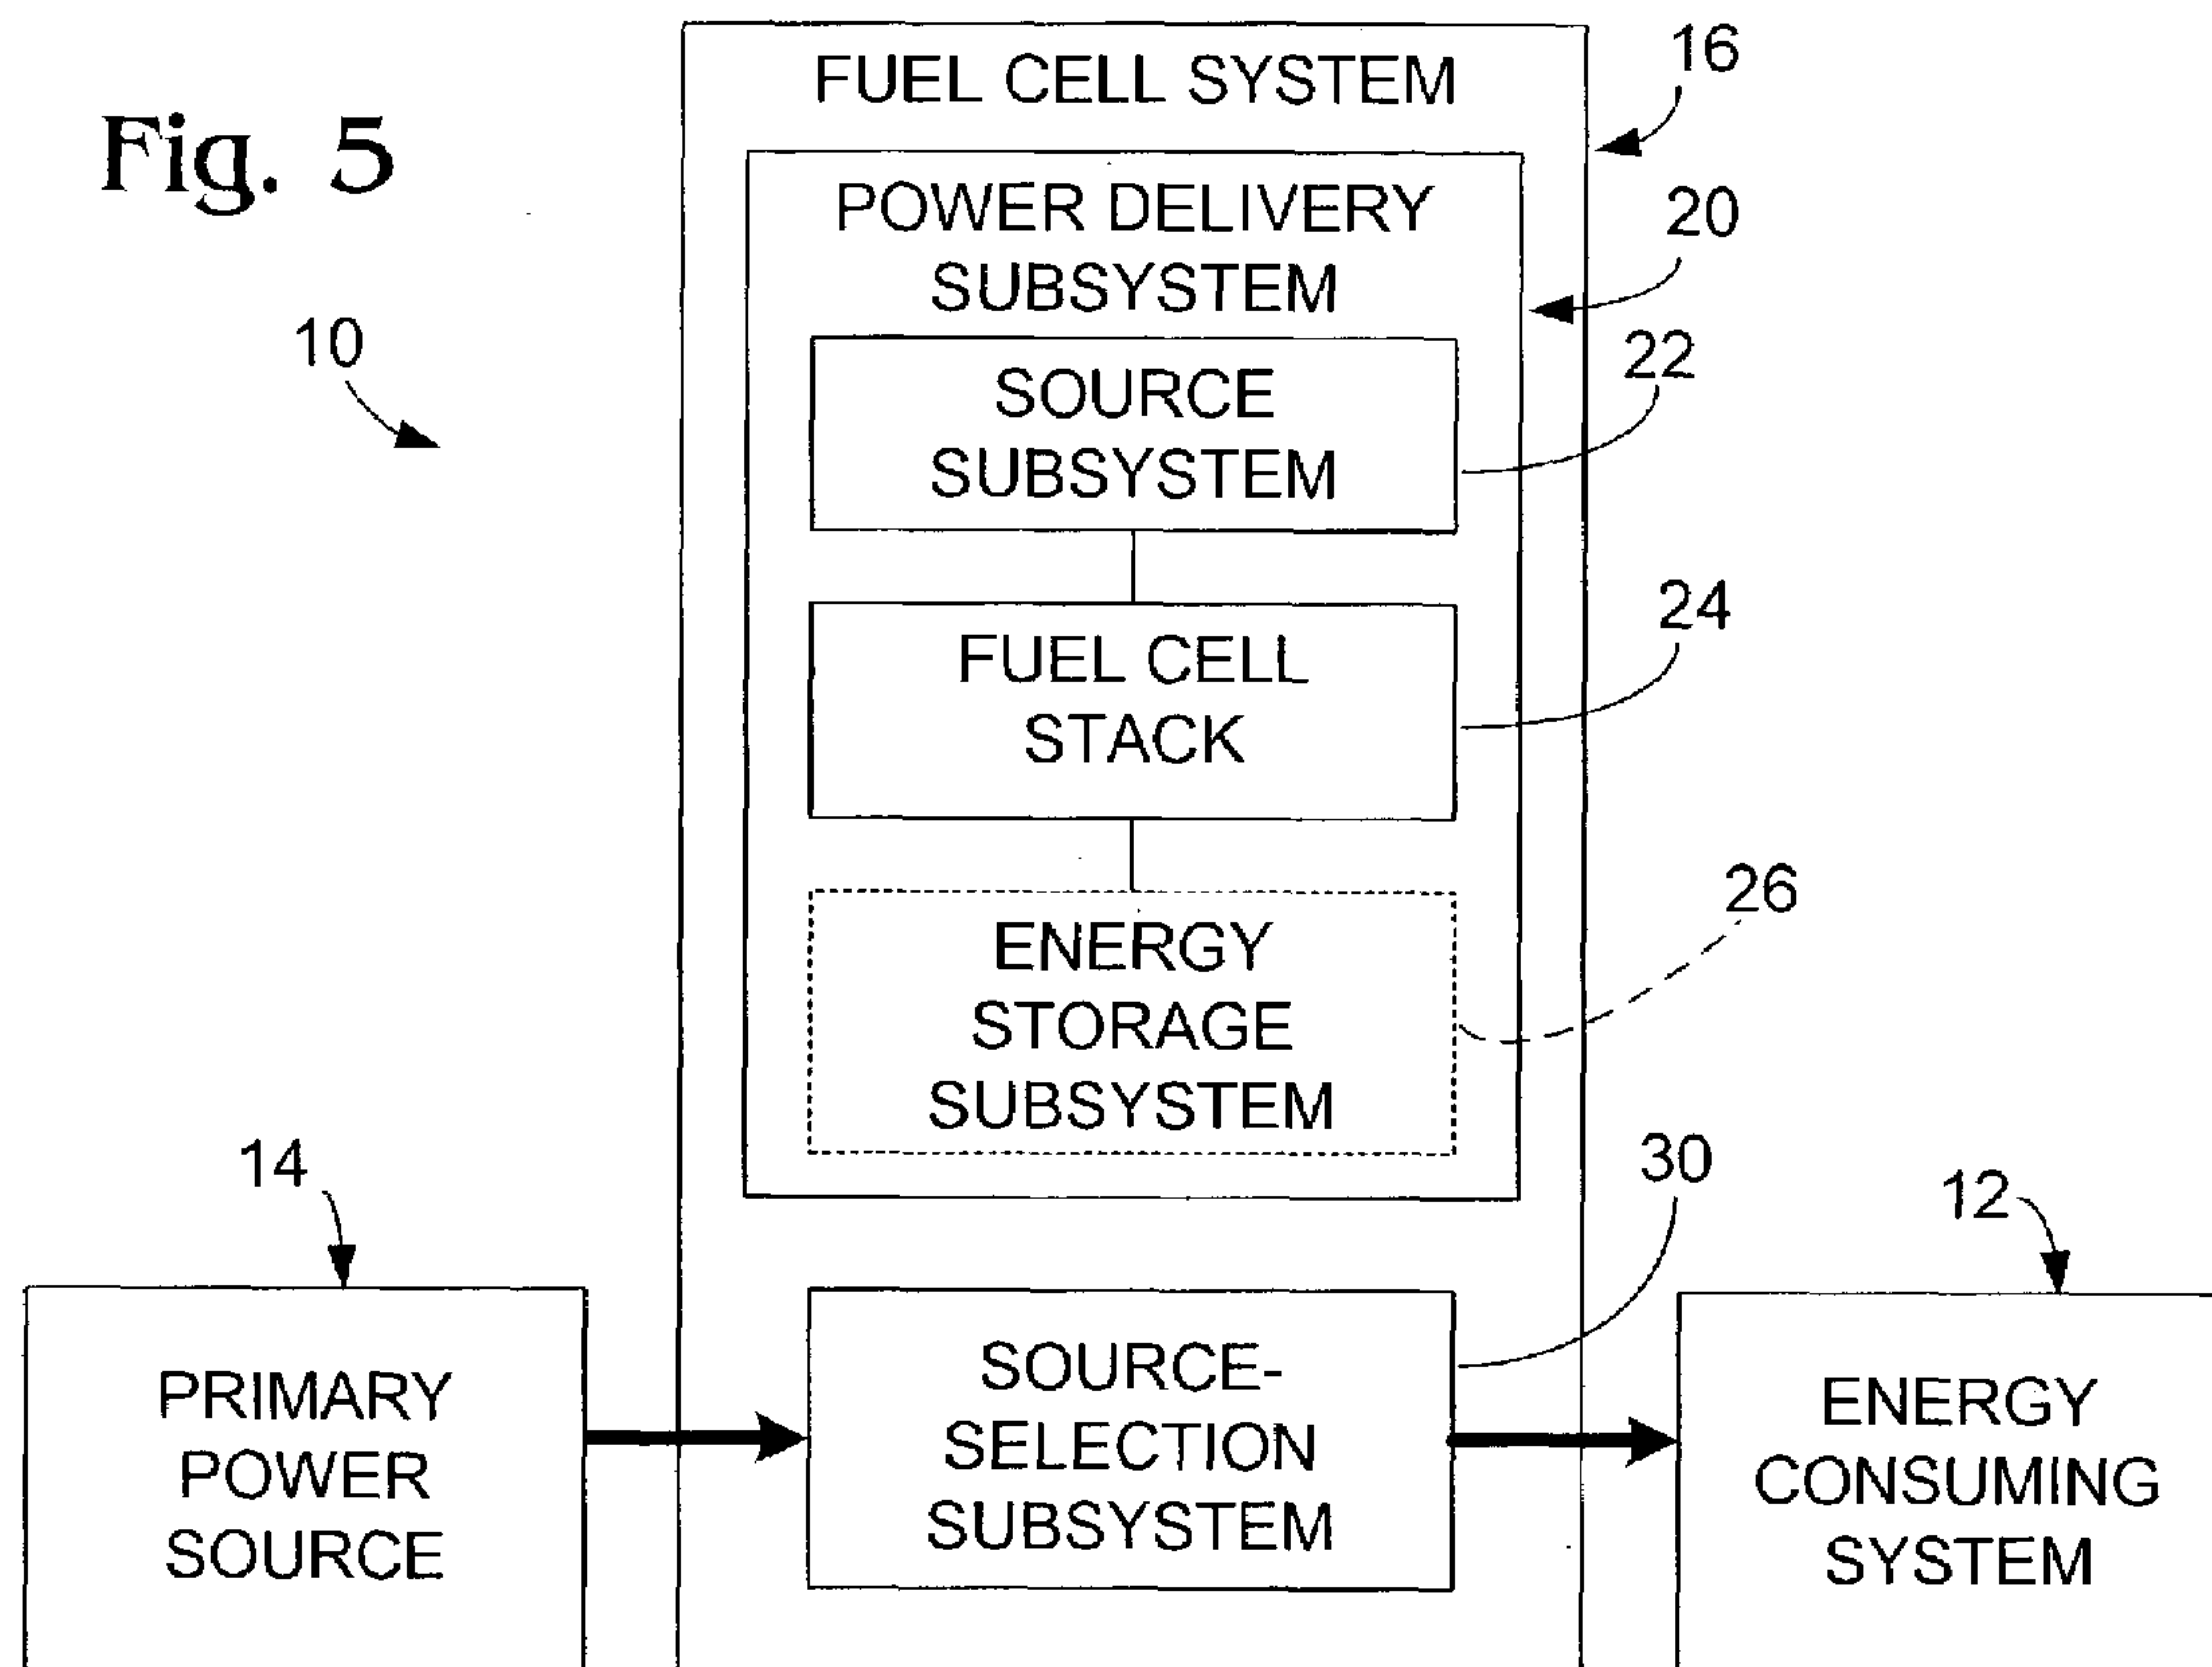 Fig. 5
FUEL CELL SYSTEM
16
POWER DELIVERY
SUBSYSTEM
20
10
SOURCE
SUBSYSTEM
22
FUEL CELL
STACK
24
ENERGY
STORAGE
SUBSYSTEM
26
14
PRIMARY
POWER
SOURCE
SOURCE-
SELECTION
SUBSYSTEM
30
12
ENERGY
CONSUMING
SYSTEM